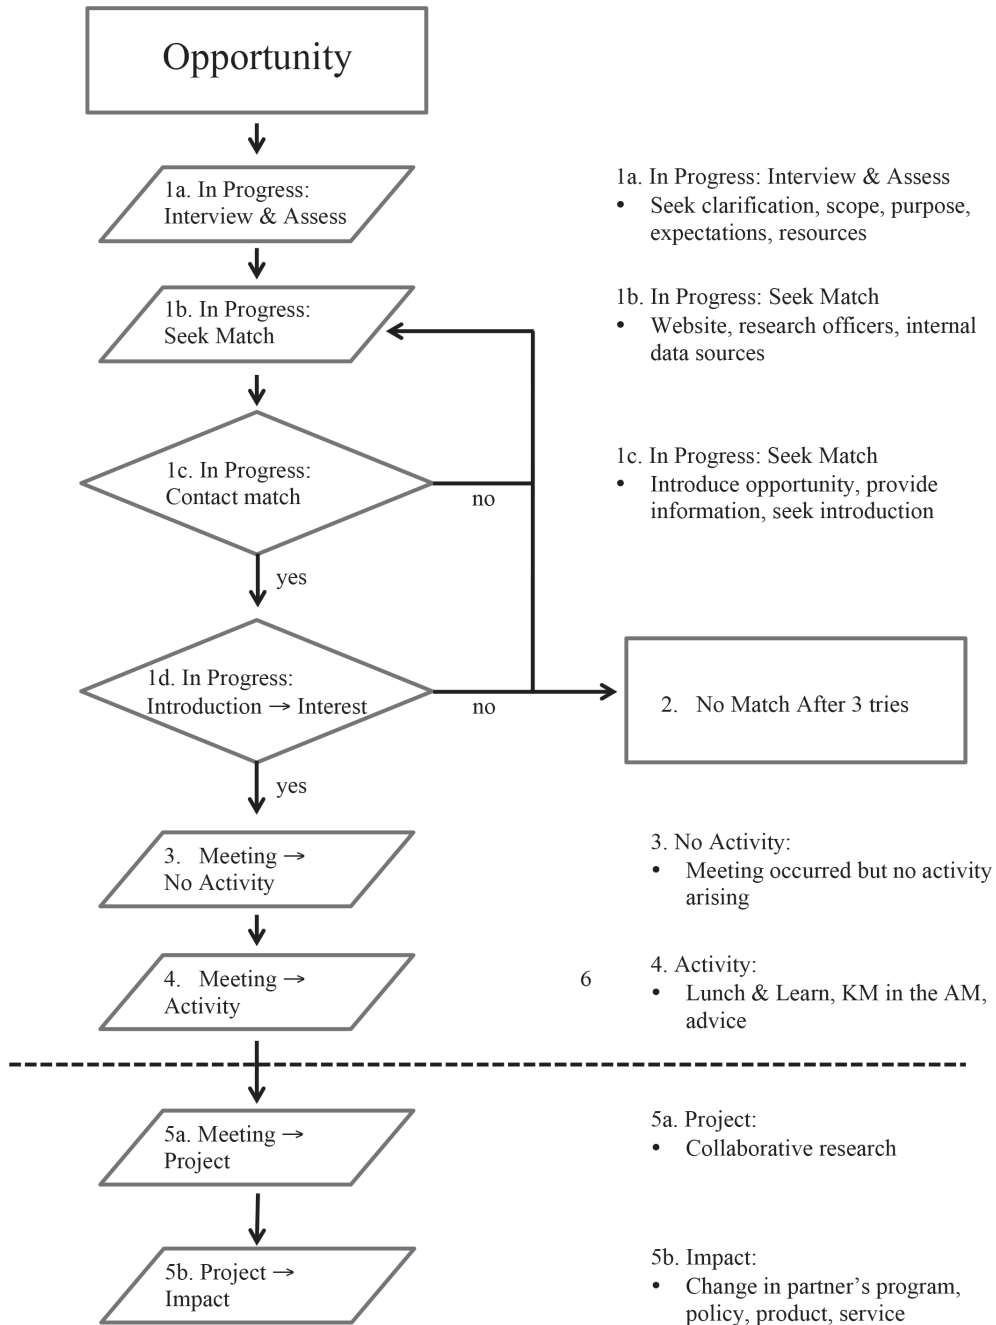 Opportunity
1a. In Progress:
Interview & Assess
1a. In Progress: Interview & Assess
• Seek clarification, scope, purpose,
expectations, resources
1b. In Progress:
Seek Match
1b. In Progress: Seek Match
• Website, research officers, internal
data sources
1c. In Progress:
Contact match
no
yes
1c. In Progress: Seek Match
• Introduce opportunity, provide
information, seek introduction
1d. In Progress:
Introduction → Interest
no
yes
2. No Match After 3 tries
3. Meeting →
No Activity
3. No Activity:
• Meeting occurred but no activity
arising
4. Meeting →
Activity
6
4. Activity:
• Lunch & Learn, KM in the AM,
advice
5a. Meeting →
Project
5a. Project:
• Collaborative research
5b. Project →
Impact
5b. Impact:
• Change in partner’s program,
policy, product, service